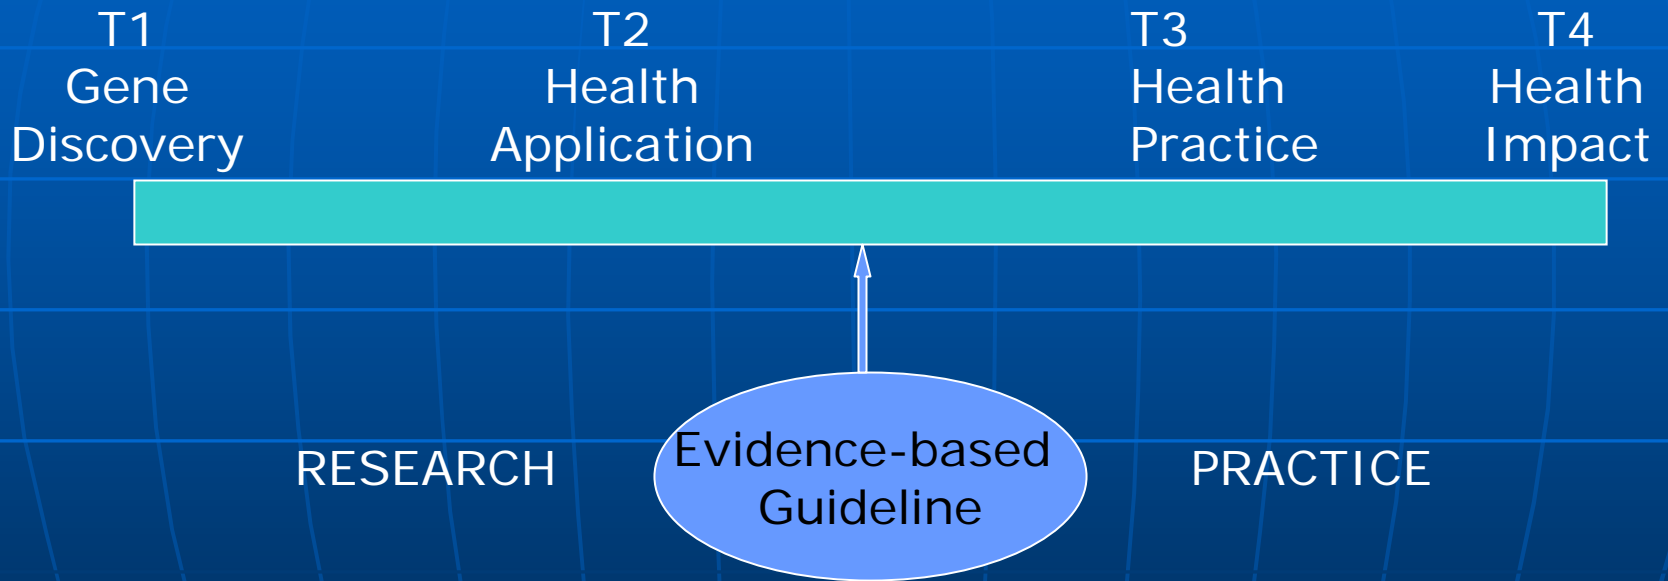 T1
Gene
Discovery
T2
Health
Application
T3
Health
Practice
T4
Health
Impact
RESEARCH
Evidence-based
Guideline
PRACTICE